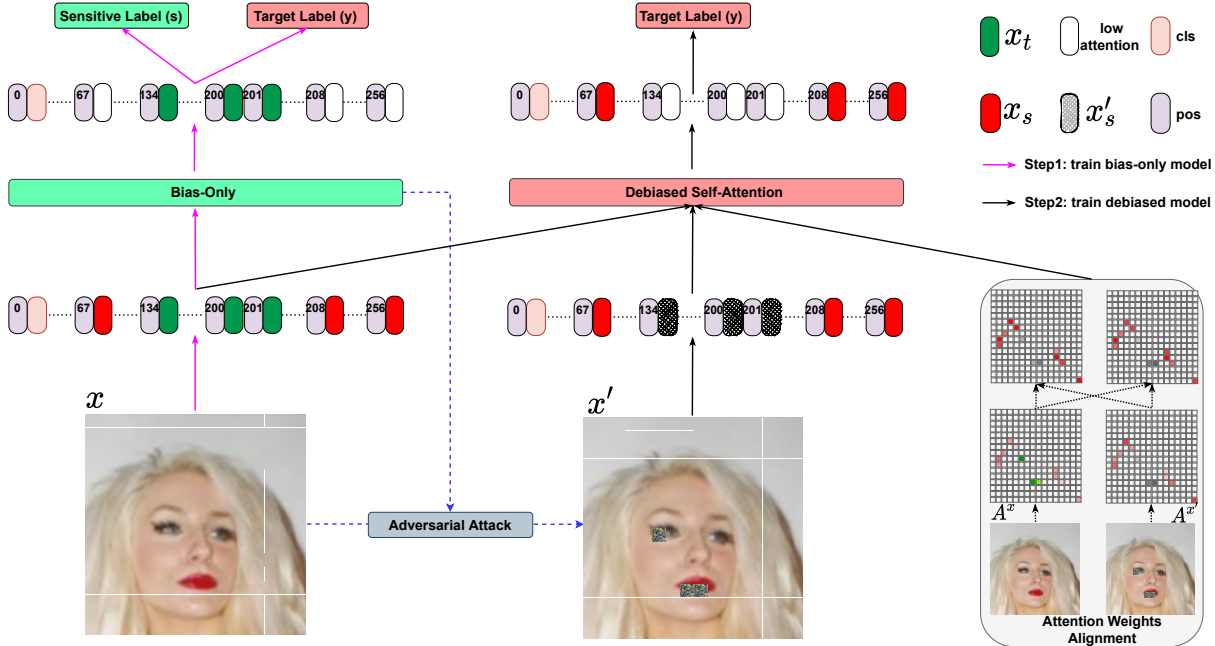 Sensitive Label (s)
Target Label (y)
Target Label (y)
x_t
low attention
cls
0 67 134 200 201 208 256
0 67 134 200 201 208 256
x_s
x'_s
pos
Step1: train bias-only model
Bias-Only
Debiased Self-Attention
Step2: train debiased model
0 67 134 200 201 208 256
0 67 134 200 201 208 256
x
x'
Adversarial Attack
A^x
A^{x'}
Attention Weights
Alignment